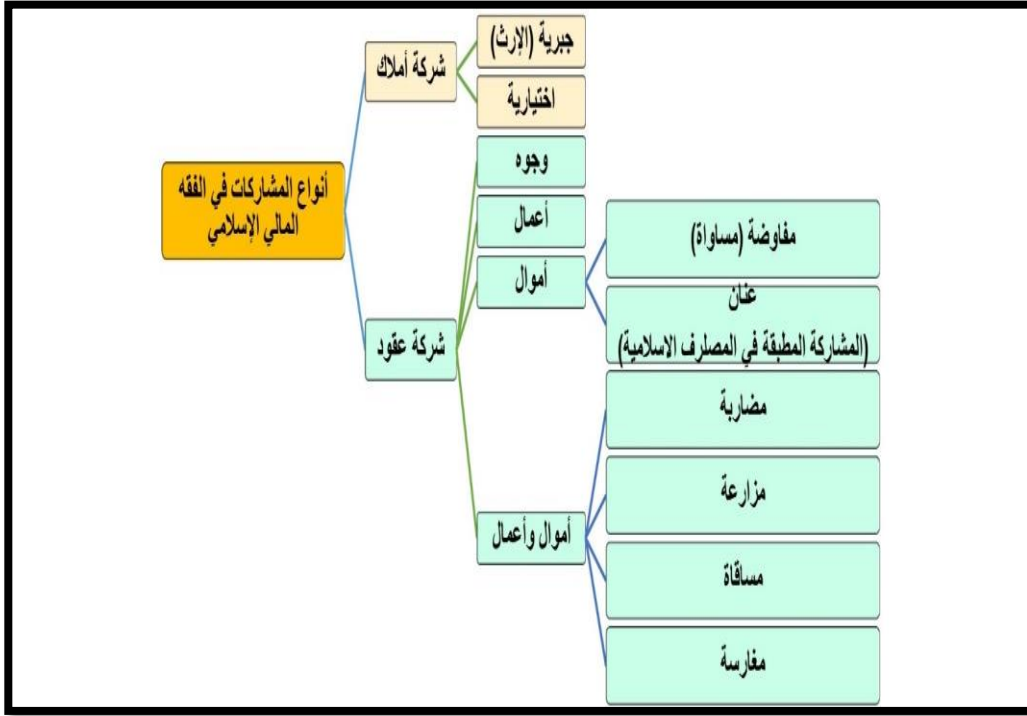 أنواع المشاركات في الفقه
المالي الإسلامي
شركة أملاك
جبرية (الإرث)
اختيارية
شركة عقود
وجوه
أعمال
أموال
مفاوضة (مساواة)
عنان
(المشاركة المطبقة في المصلرف الاسلامية)
أموال وأعمال
مضاربة
مزارعة
مساقاة
مغارسة